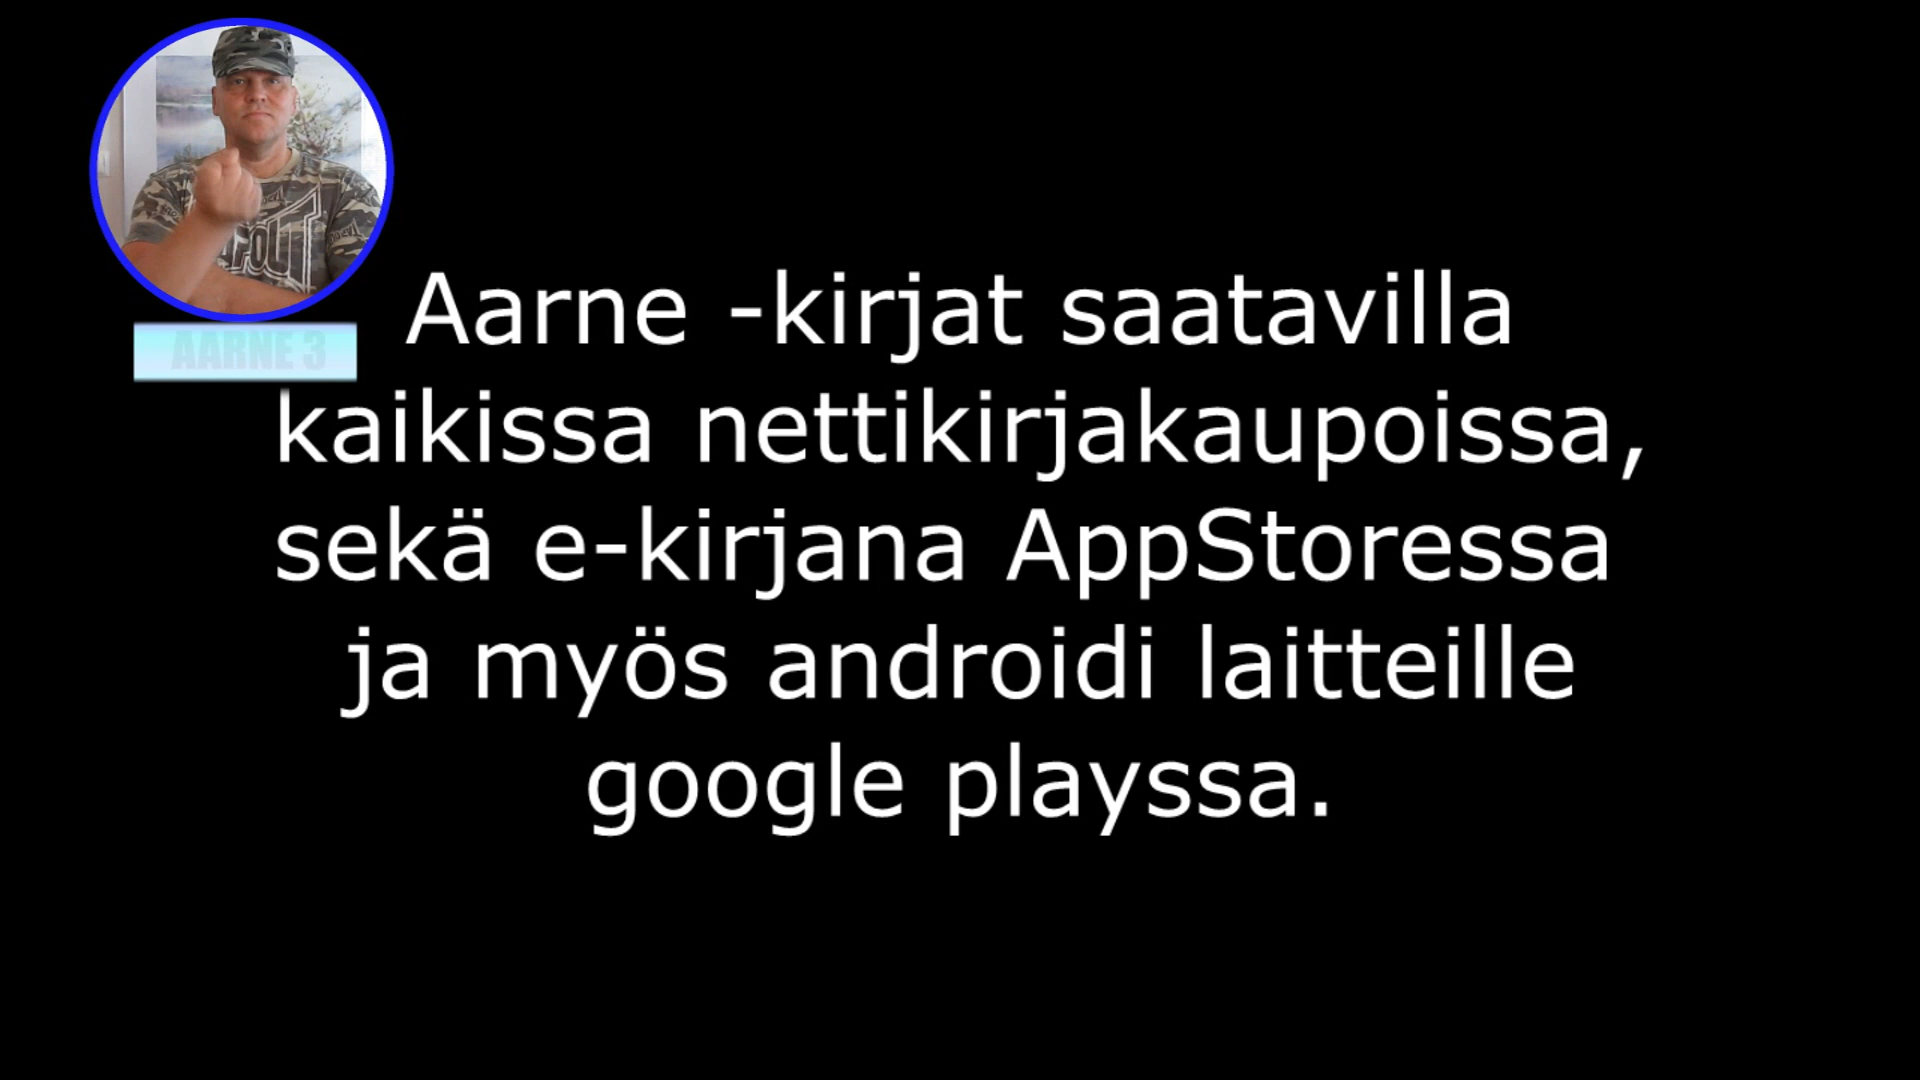 AARNE 3
Aarne -kirjat saatavilla
kaikissa nettikirjakaupoissa,
sekä e-kirjana AppStoressa
ja myös androidi laitteille
google playssa.